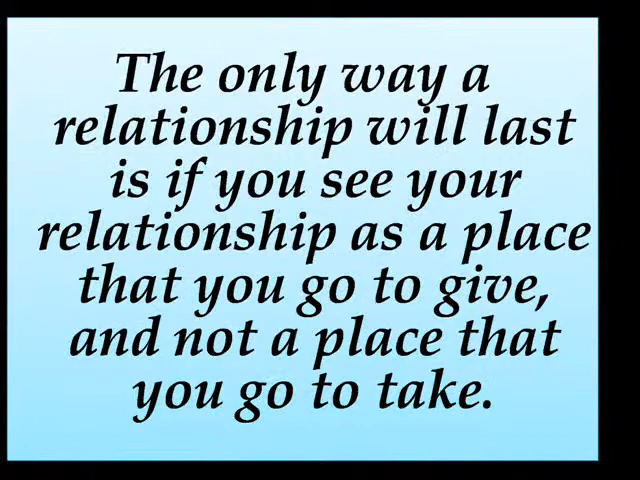 The only way a
relationship will last
is if you see your
relationship as a place
that you go to give,
and not a place that
you go to take.